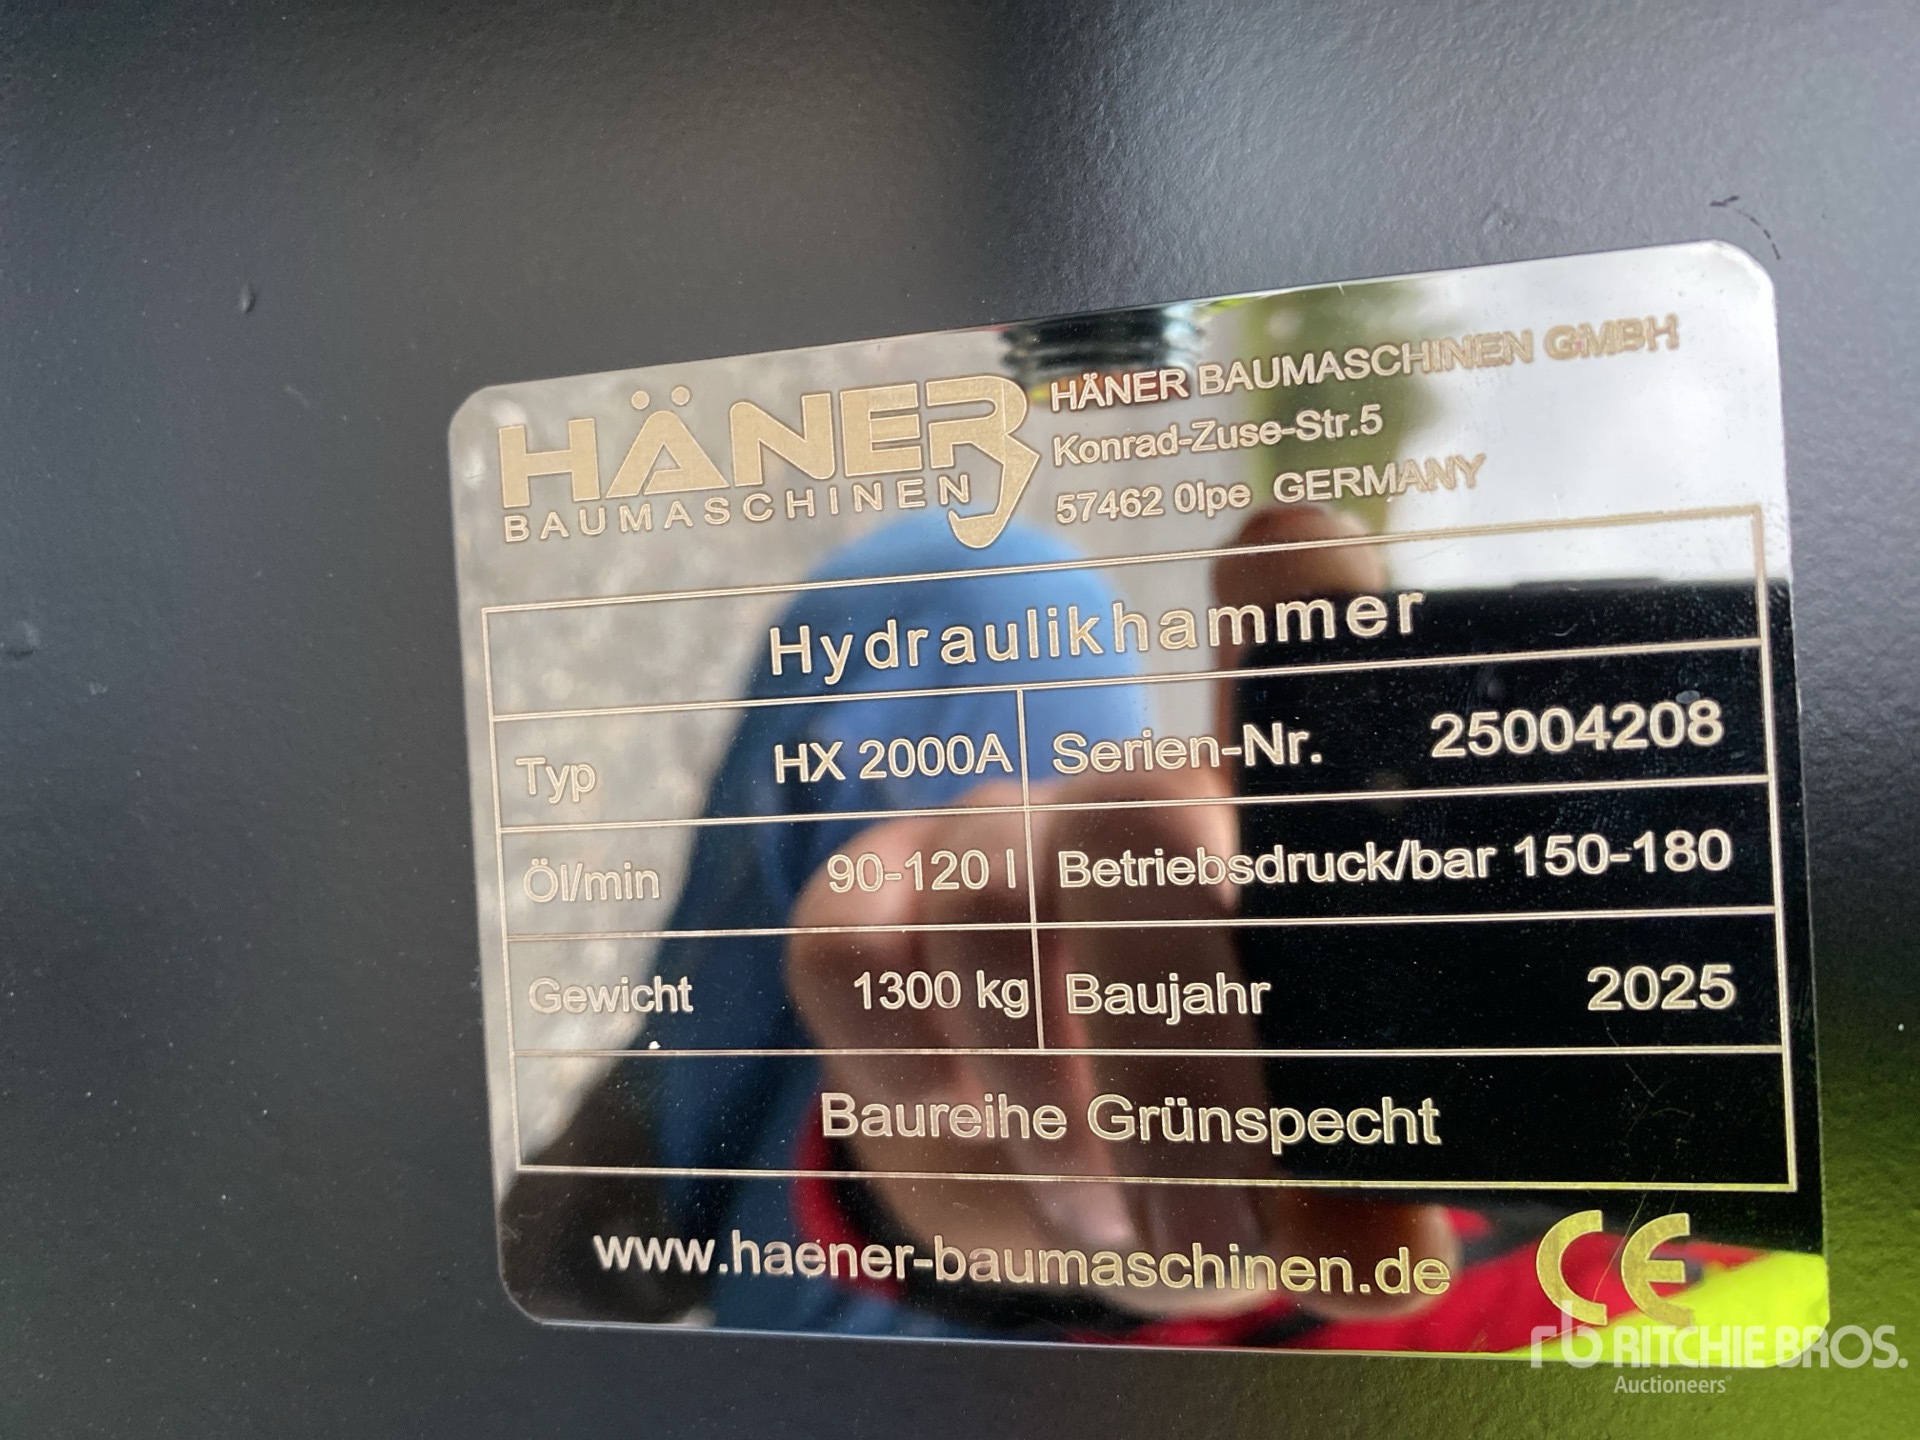 HÄNER
BAUMASCHINEN
HÄNER BAUMASCHINEN GMBH
Konrad-Zuse-Str.5
57462 Olpe GERMANY
Hydraulikhammer
Typ HX 2000A Serien-Nr. 25004208
Öl/min 90-120 l Betriebsdruck/bar 150-180
Gewicht 1300 kg Baujahr 2025
Baureihe Grünspecht
www.haener-baumaschinen.de CE
rb RITCHIE BROS.
Auctioneers